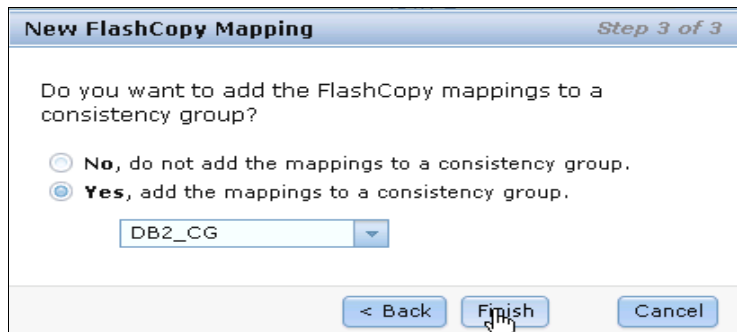 New FlashCopy Mapping Step 3 of 3
Do you want to add the FlashCopy mappings to a
consistency group?
No, do not add the mappings to a consistency group.
Yes, add the mappings to a consistency group.
DB2_CG
< Back Finish Cancel